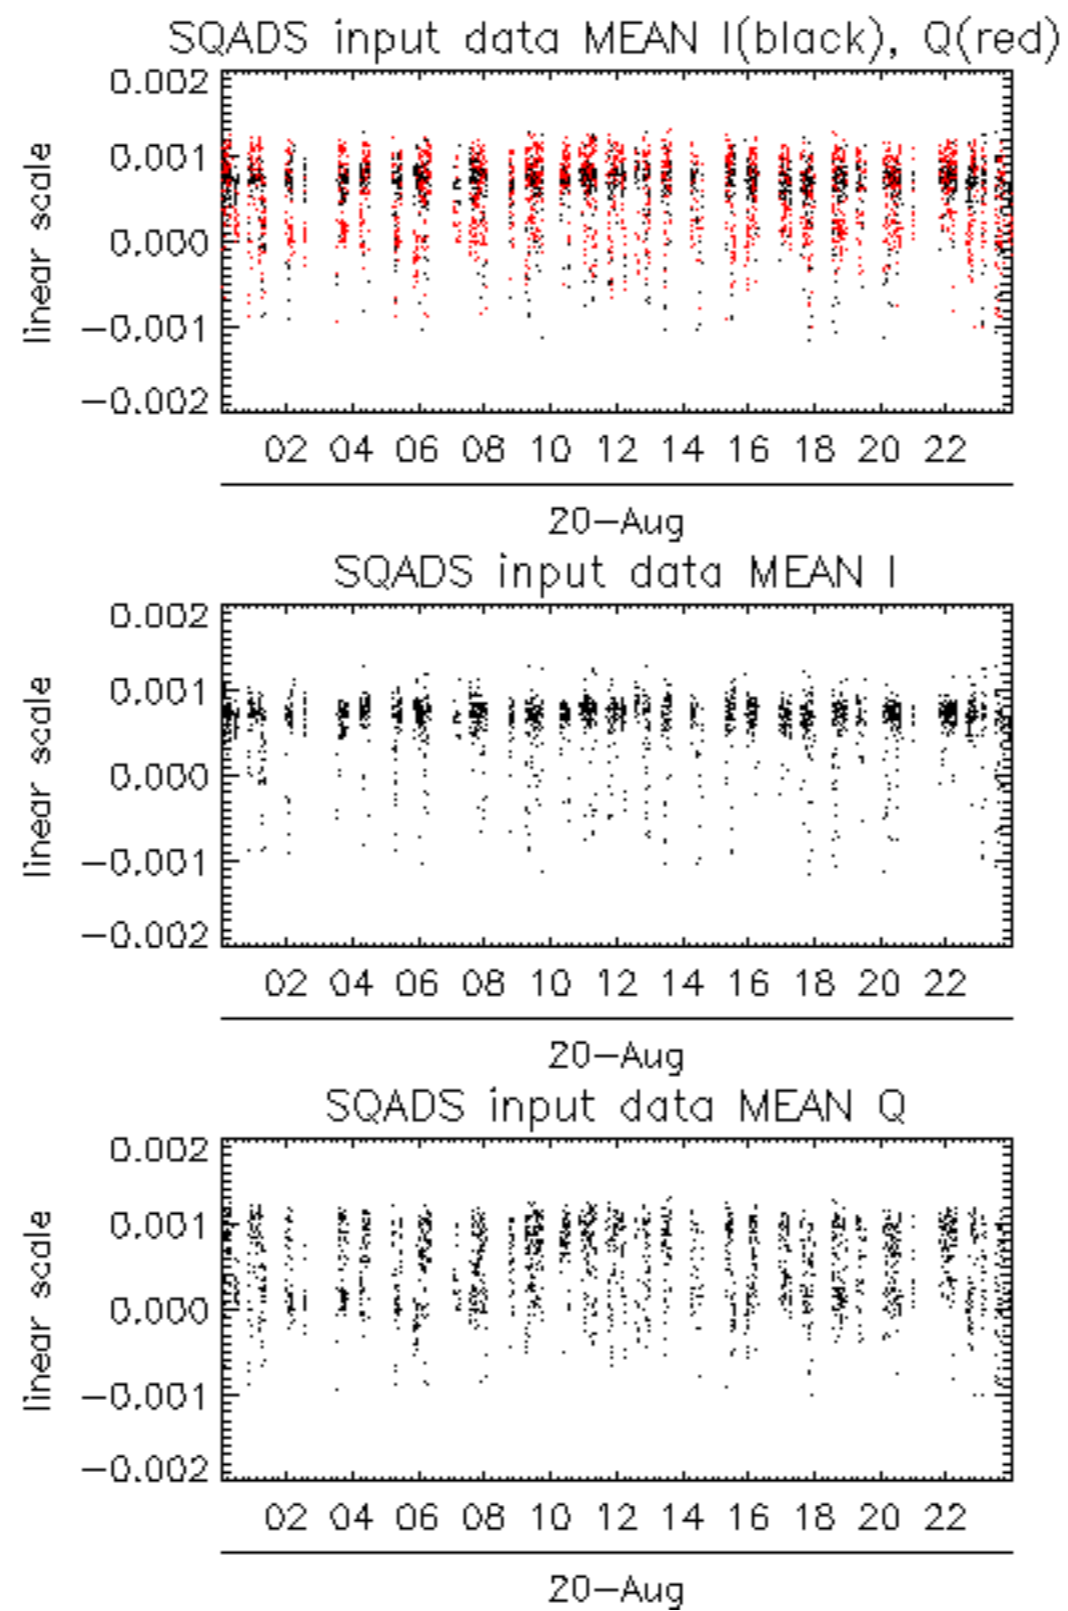 SQADS input data MEAN I(black), Q(red)
linear scale
0.002
0.001
0.000
−0.001
−0.002
02 04 06 08 10 12 14 16 18 20 22
20−Aug
SQADS input data MEAN I
linear scale
0.002
0.001
0.000
−0.001
−0.002
02 04 06 08 10 12 14 16 18 20 22
20−Aug
SQADS input data MEAN Q
linear scale
0.002
0.001
0.000
−0.001
−0.002
02 04 06 08 10 12 14 16 18 20 22
20−Aug